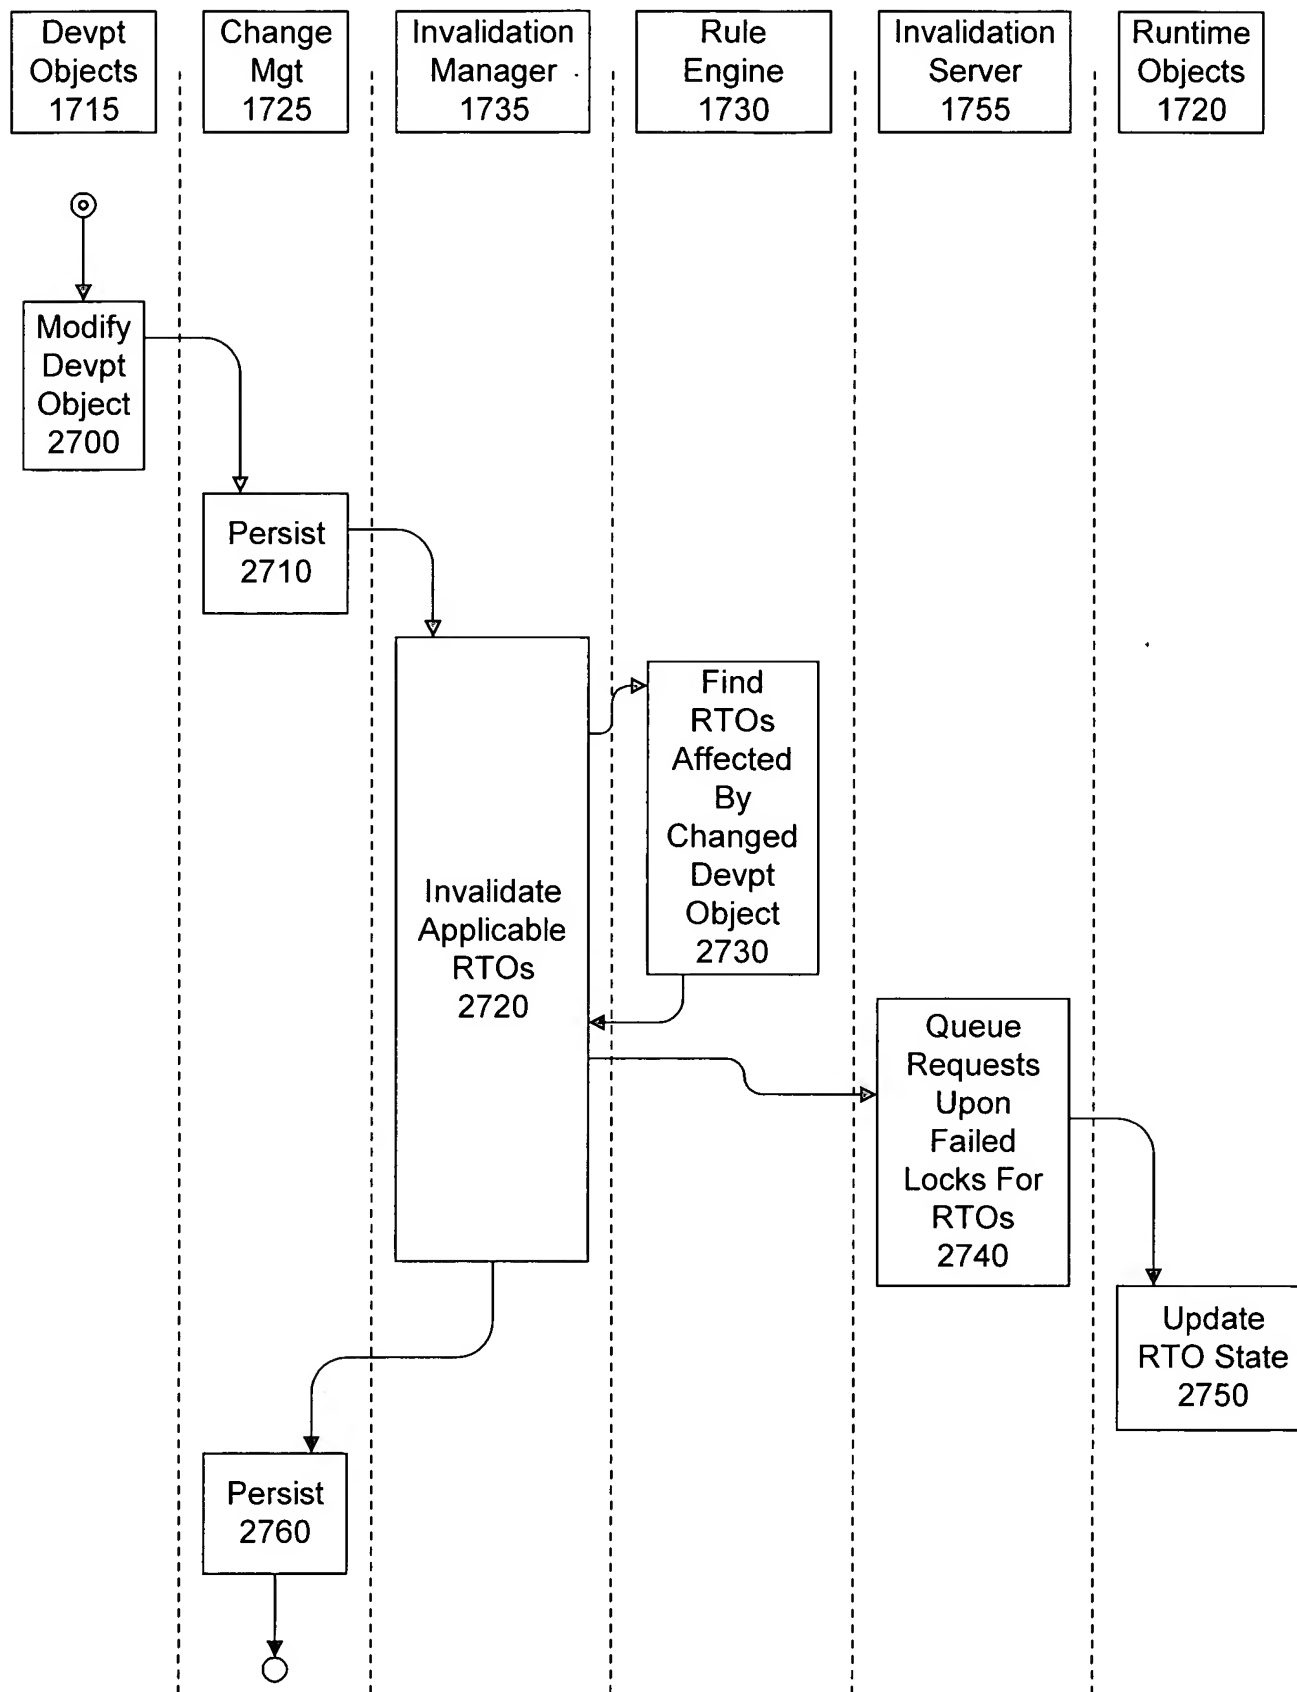 Devpt
Objects
1715
Change
Mgt
1725
Invalidation
Manager
1735
Rule
Engine
1730
Invalidation
Server
1755
Runtime
Objects
1720
Modify
Devpt
Object
2700
Persist
2710
Invalidate
Applicable
RTOs
2720
Find
RTOs
Affected
By
Changed
Devpt
Object
2730
Queue
Requests
Upon
Failed
Locks For
RTOs
2740
Update
RTO State
2750
Persist
2760